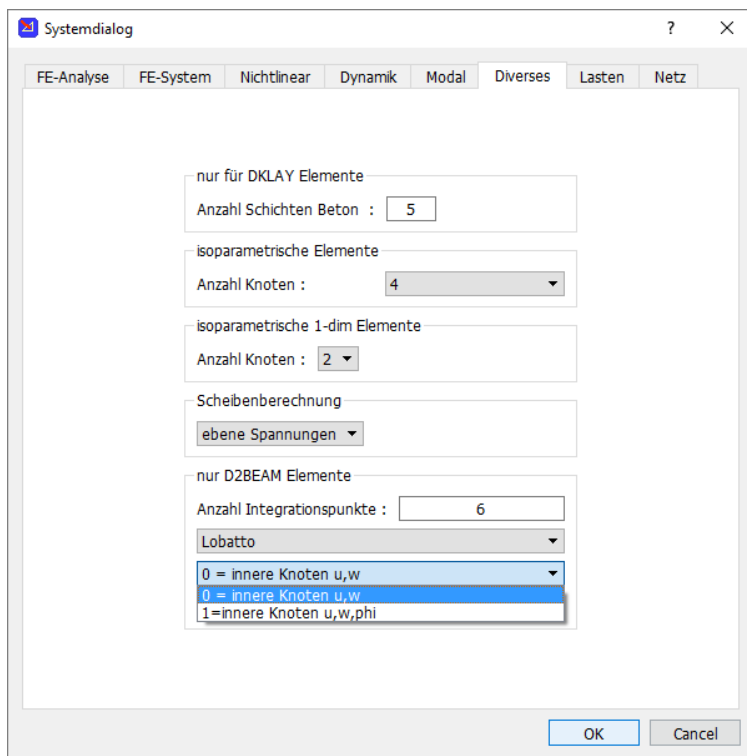 Systemdialog
?
FE-Analyse FE-System Nichtlinear Dynamik Modal Diverses Lasten Netz
nur für DKLAY Elemente
Anzahl Schichten Beton : 5
isoparametrische Elemente
Anzahl Knoten : 4
isoparametrische 1-dim Elemente
Anzahl Knoten : 2
Scheibenberechnung
ebene Spannungen
nur D2BEAM Elemente
Anzahl Integrationspunkte : 6
Lobatto
0 = innere Knoten u,w
0 = innere Knoten u,w
1=innere Knoten u,w,phi
OK Cancel